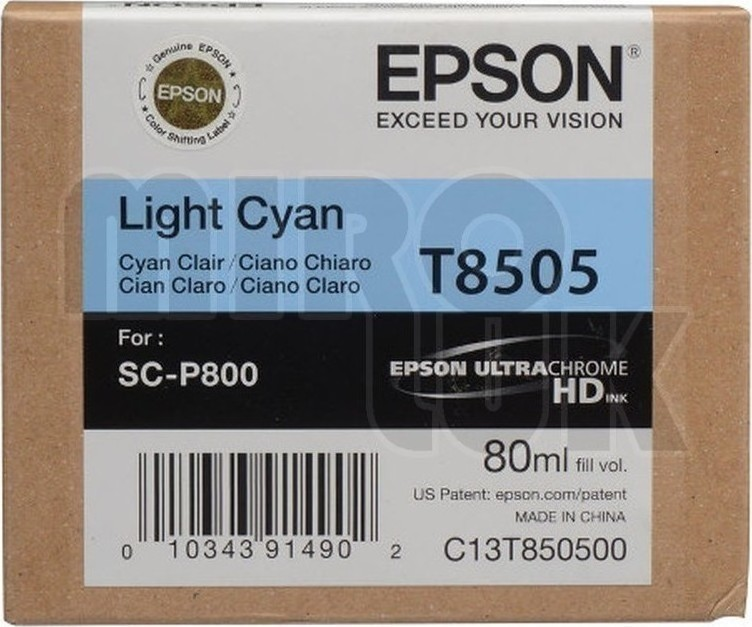 Genuine EPSON
EPSON
Color Shifting Label
EPSON®
EXCEED YOUR VISION
Light Cyan
T8505
Cyan Clair / Ciano Chiaro
Cian Claro / Ciano Claro
For :
SC-P800
EPSON ULTRACHROME
HD INK
80ml fill vol.
US Patent: epson.com/patent
MADE IN CHINA
0 10343 91490 2
C13T850500
MIRO
LUK